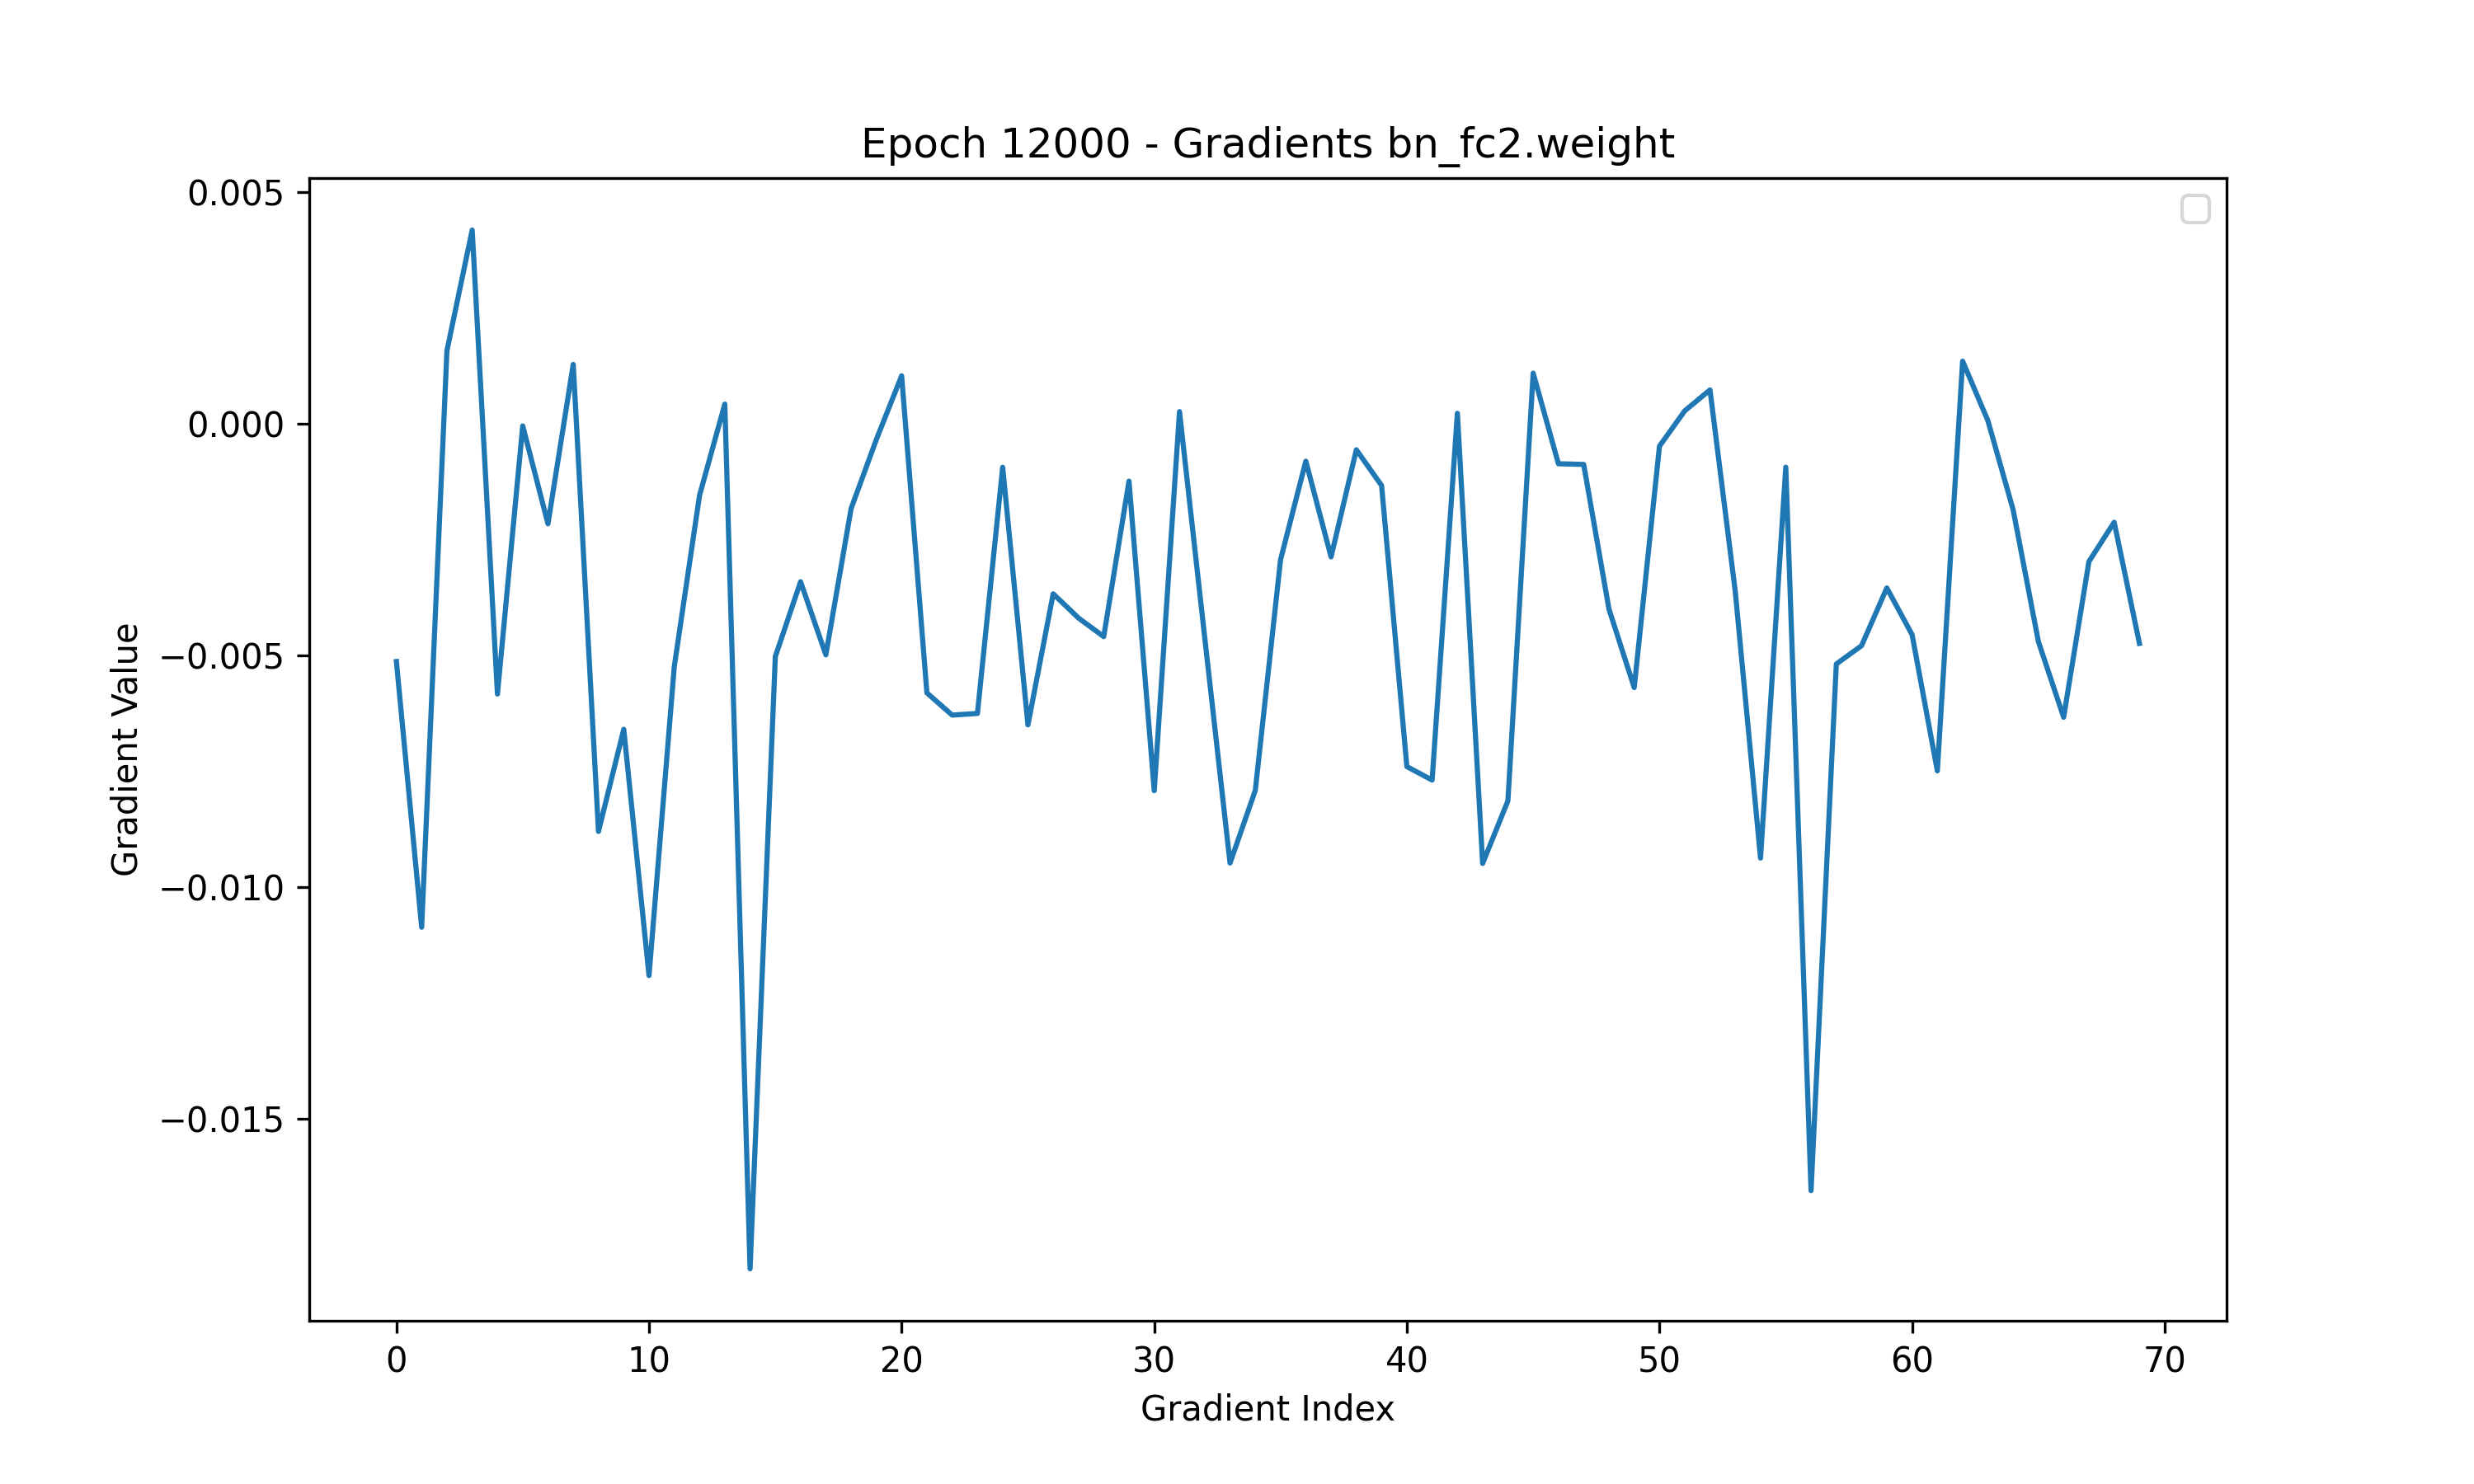 Epoch 12000 - Gradients bn_fc2.weight
0.005
0.000
−0.005
−0.010
−0.015
Gradient Value
0 10 20 30 40 50 60 70
Gradient Index